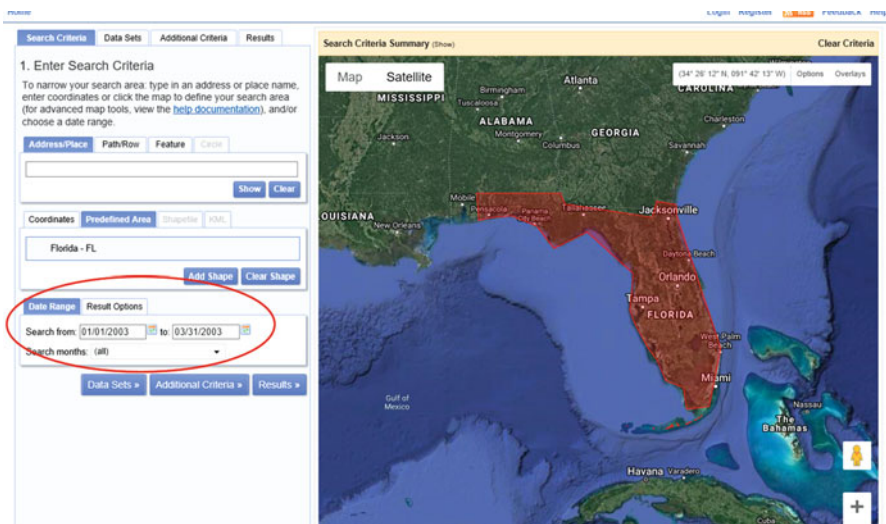 Home
Login Register RSS Feedback Help
Search Criteria Data Sets Additional Criteria Results
1. Enter Search Criteria
To narrow your search area: type in an address or place name,
enter coordinates or click the map to define your search area
(for advanced map tools, view the help documentation), and/or
choose a date range.
Address/Place Path/Row Feature Circle
Show Clear
Coordinates Predefined Area Shapefile KML
Florida - FL
Add Shape Clear Shape
Date Range Result Options
Search from: 01/01/2003 to: 03/31/2003
Search months: (all)
Data Sets » Additional Criteria » Results »
Search Criteria Summary (Show)
Clear Criteria
Map Satellite
(34° 26' 12" N, 091° 42' 13" W) Options Overlays
Atlanta
CAROLINA
Birmingham
MISSISSIPPI
Tuscaloosa
ALABAMA
Charleston
Jackson
Montgomery
GEORGIA
Columbus
Savannah
Mobile
Pensacola
Panama City Beach
Tallahassee
Jacksonville
LOUISIANA
New Orleans
Daytona Beach
Orlando
Tampa
FLORIDA
West Palm
Beach
Miami
Gulf of
Mexico
Nassau
The
Bahamas
Havana
Varadero
Cuba